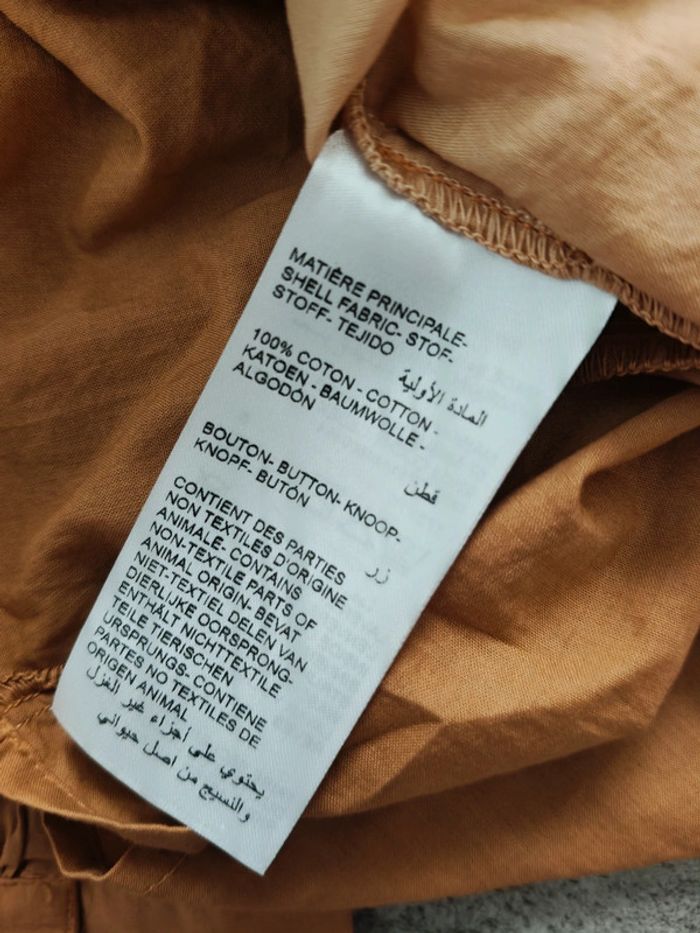 MATIÈRE PRINCIPALE-
SHELL FABRIC- STOF-
STOFF- TEJIDO
المادة الأولية
100% COTON - COTTON -
KATOEN - BAUMWOLLE -
ALGODÓN
قطن
BOUTON- BUTTON- KNOOP-
KNOPF- BUTÓN
زر
CONTIENT DES PARTIES
NON TEXTILES D'ORIGINE
ANIMALE- CONTAINS
NON-TEXTILE PARTS OF
ANIMAL ORIGIN- BEVAT
NIET-TEXTIEL DELEN VAN
DIERLIJKE OORSPRONG-
ENTHÄLT NICHTTEXTILE
TEILE TIERISCHEN
URSPRUNGS- CONTIENE
PARTES NO TEXTILES DE
ORIGEN ANIMAL
يحتوي على أجزاء غير الغزل
والنسيج من اصل حيواني